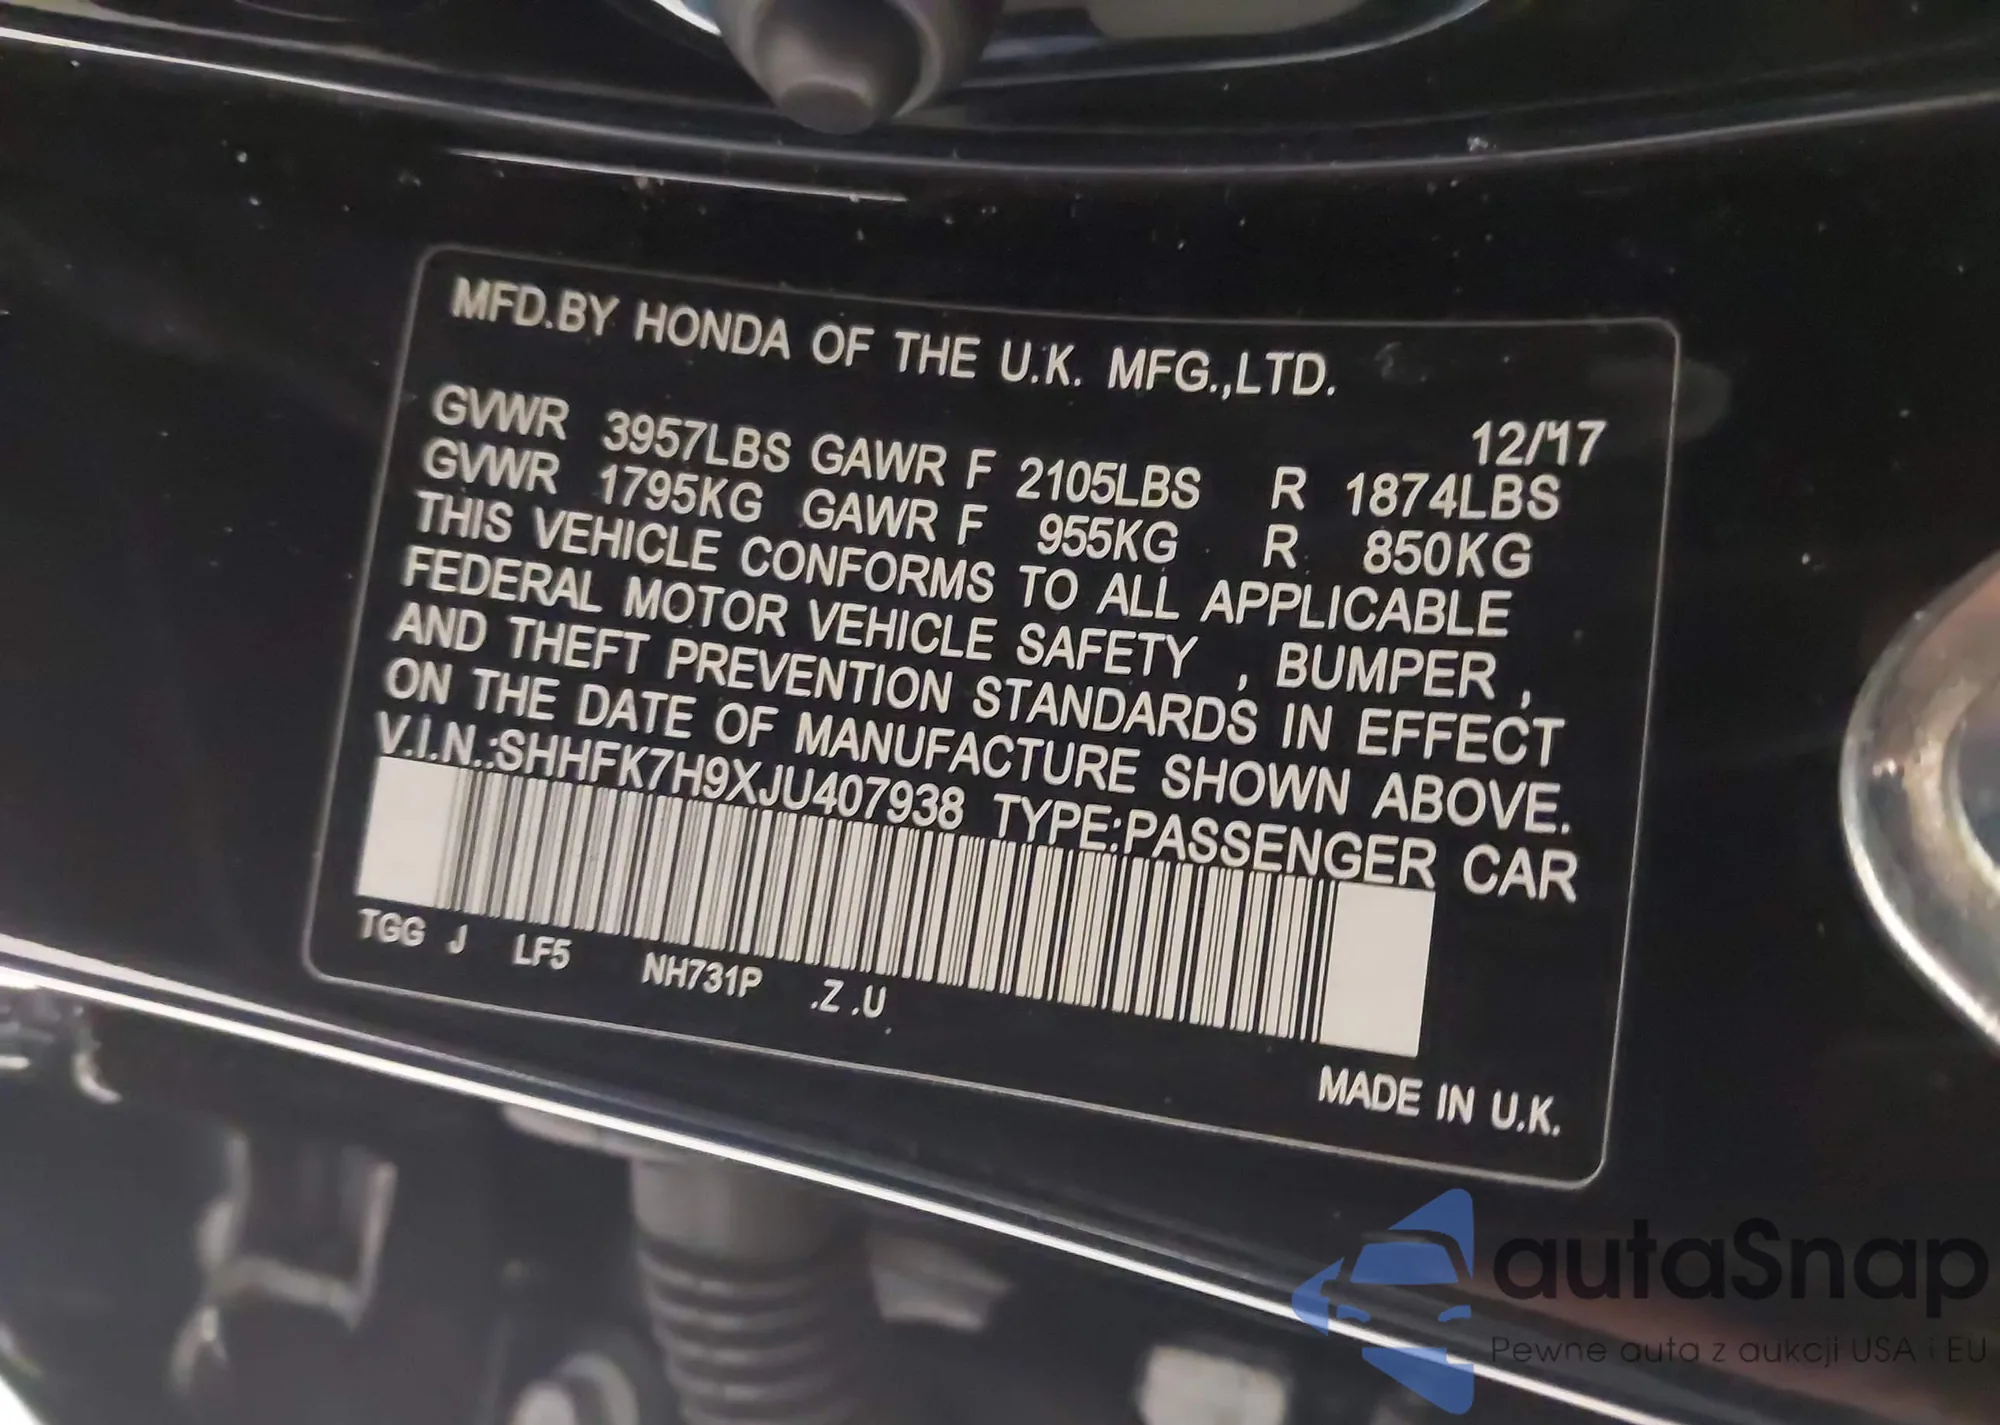 MFD.BY HONDA OF THE U.K. MFG.,LTD.
12/'17
GVWR 3957LBS GAWR F 2105LBS R 1874LBS
GVWR 1795KG GAWR F 955KG R 850KG
THIS VEHICLE CONFORMS TO ALL APPLICABLE
FEDERAL MOTOR VEHICLE SAFETY , BUMPER ,
AND THEFT PREVENTION STANDARDS IN EFFECT
ON THE DATE OF MANUFACTURE SHOWN ABOVE.
V.I.N.:SHHFK7H9XJU407938 TYPE:PASSENGER CAR
TGG J LF5 NH731P .Z .U
MADE IN U.K.
autaSnap
Pewne auta z aukcji USA i EU